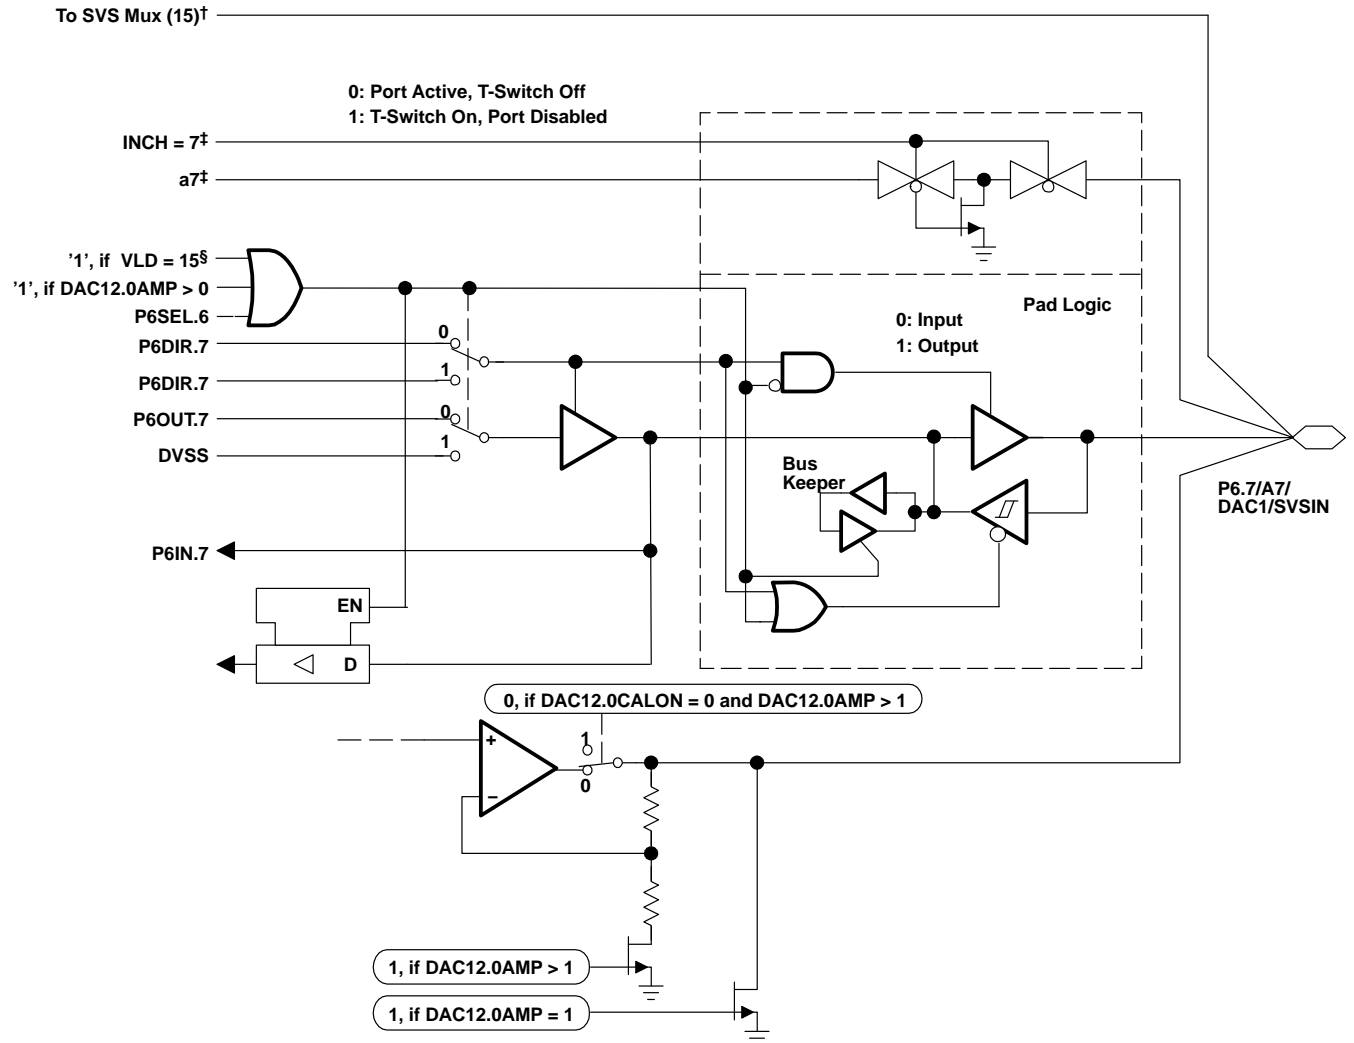 To SVS Mux (15)†
0: Port Active, T-Switch Off
1: T-Switch On, Port Disabled
INCH = 7‡
a7‡
'1', if VLD = 15§
'1', if DAC12.0AMP > 0
P6SEL.6
P6DIR.7
0
P6DIR.7
1
P6OUT.7
0
DVSS
1
Pad Logic
0: Input
1: Output
Bus
Keeper
P6.7/A7/
DAC1/SVSIN
P6IN.7
EN
D
0, if DAC12.0CALON = 0 and DAC12.0AMP > 1
+
1
−
0
1, if DAC12.0AMP > 1
1, if DAC12.0AMP = 1